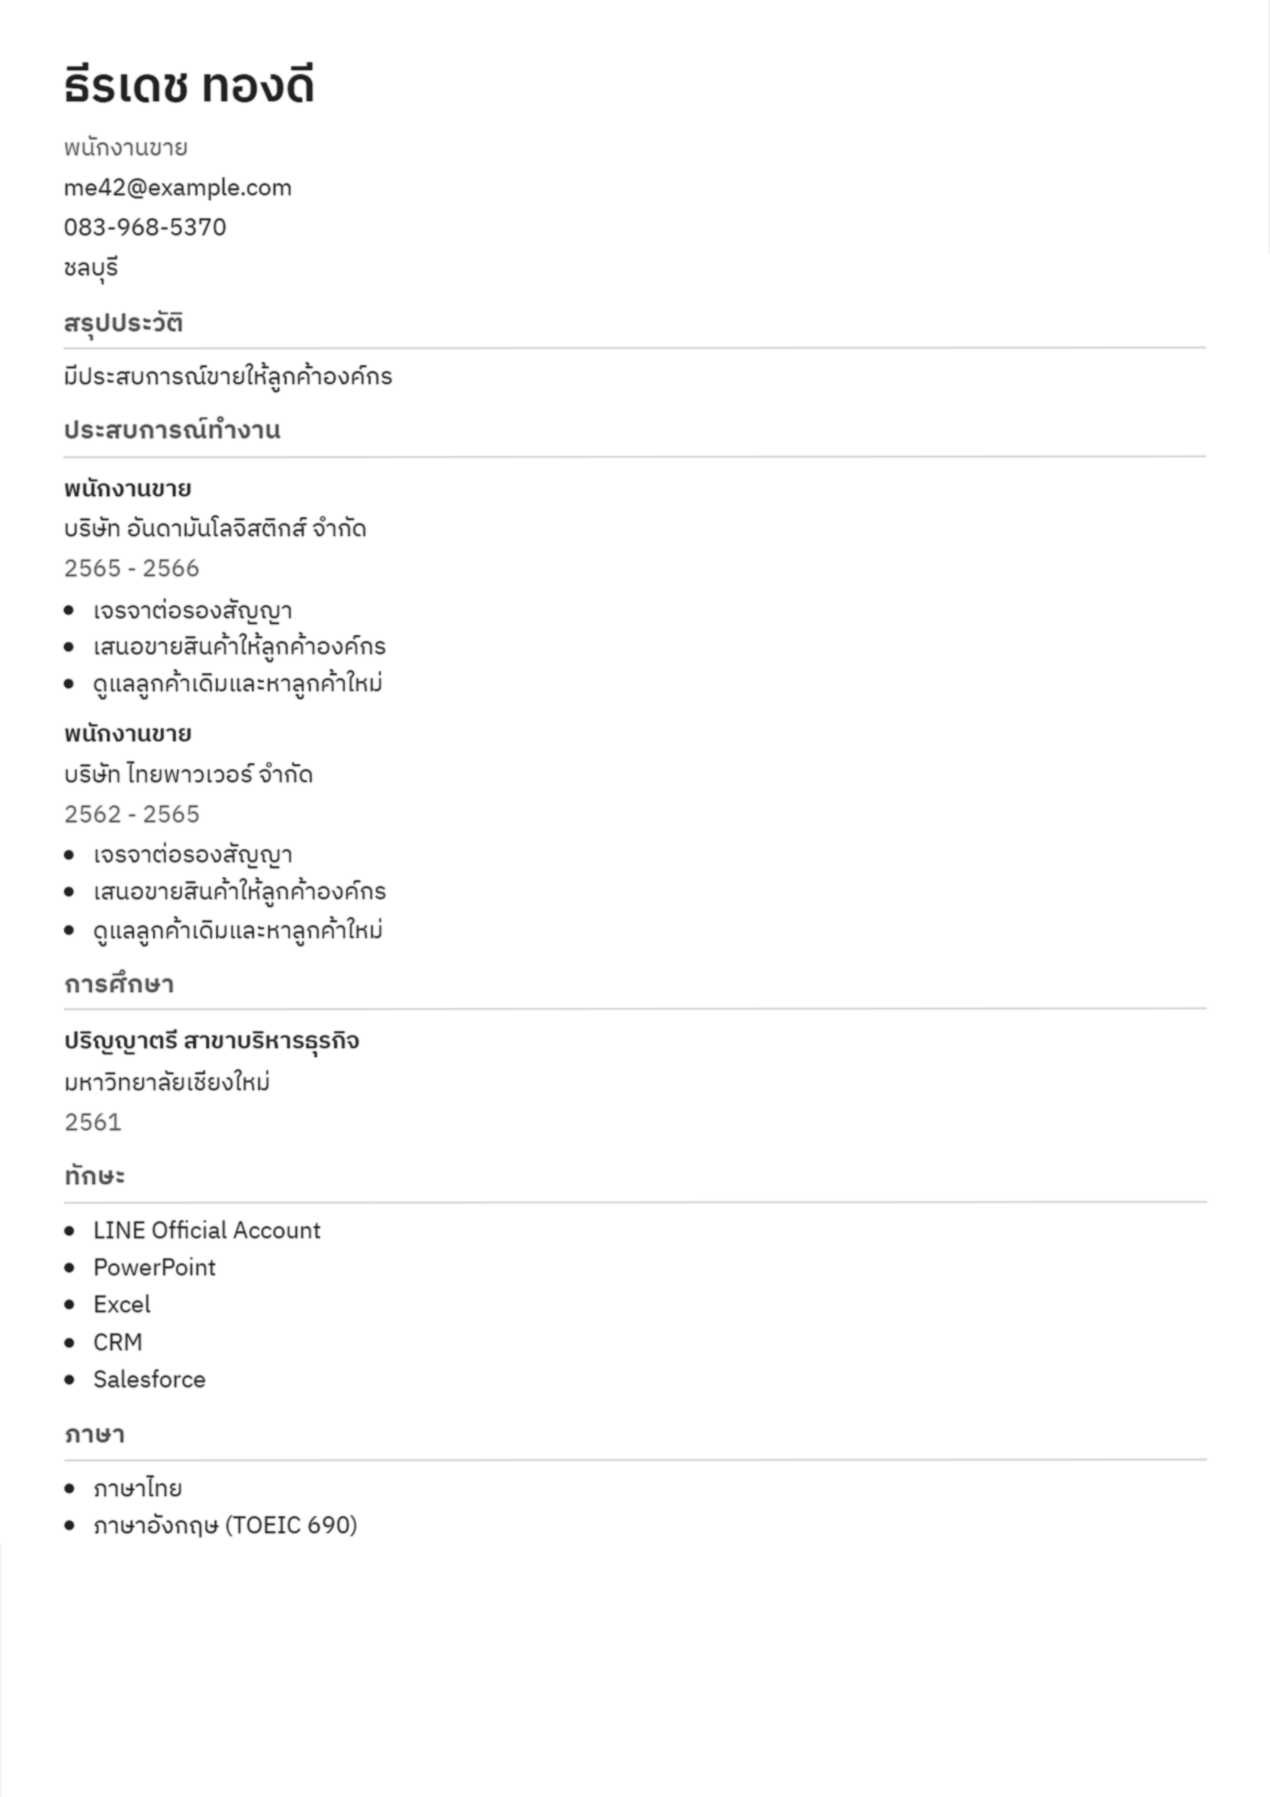 ธีรเดช ทองดี
พนักงานขาย
me42@example.com
083-968-5370
ชลบุรี
สรุปประวัติ
มีประสบการณ์ขายให้ลูกค้าองค์กร
ประสบการณ์ทำงาน
พนักงานขาย
บริษัท อันดามันโลจิสติกส์ จำกัด
2565 - 2566
• เจรจาต่อรองสัญญา
• เสนอขายสินค้าให้ลูกค้าองค์กร
• ดูแลลูกค้าเดิมและหาลูกค้าใหม่
พนักงานขาย
บริษัท ไทยพาวเวอร์ จำกัด
2562 - 2565
• เจรจาต่อรองสัญญา
• เสนอขายสินค้าให้ลูกค้าองค์กร
• ดูแลลูกค้าเดิมและหาลูกค้าใหม่
การศึกษา
ปริญญาตรี สาขาบริหารธุรกิจ
มหาวิทยาลัยเชียงใหม่
2561
ทักษะ
• LINE Official Account
• PowerPoint
• Excel
• CRM
• Salesforce
ภาษา
• ภาษาไทย
• ภาษาอังกฤษ (TOEIC 690)